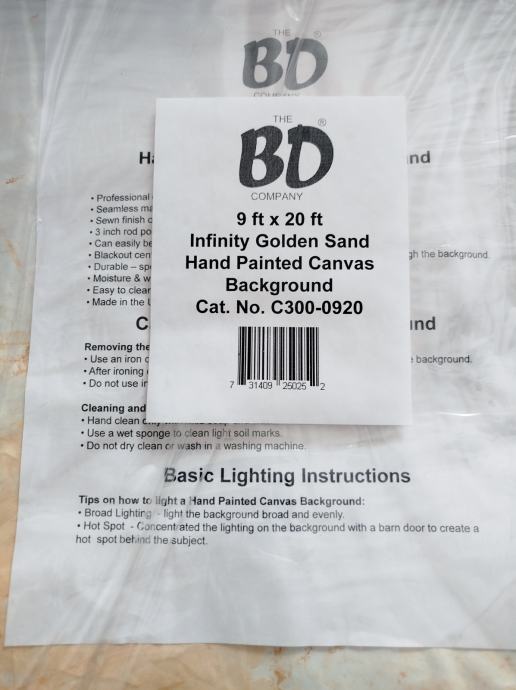 THE
BD®
COMPANY
Ha nd
• Professional
• Seamless ma
• Sewn finish o
• 3 inch rod po
• Can easily be
• Blackout cen gh the background.
• Durable – sp
• Moisture & w
• Easy to clean
• Made in the U
THE
BD®
COMPANY
9 ft x 20 ft
Infinity Golden Sand
Hand Painted Canvas
Background
Cat. No. C300-0920
7 31409 25025 2
C und
Removing the
• Use an iron o background.
• After ironing
• Do not use in
Cleaning and
• Hand clean only
• Use a wet sponge to clean light soil marks.
• Do not dry clean or wash in a washing machine.
Basic Lighting Instructions
Tips on how to light a Hand Painted Canvas Background:
• Broad Lighting - light the background broad and evenly.
• Hot Spot - Concentrated the lighting on the background with a barn door to create a
hot spot behind the subject.